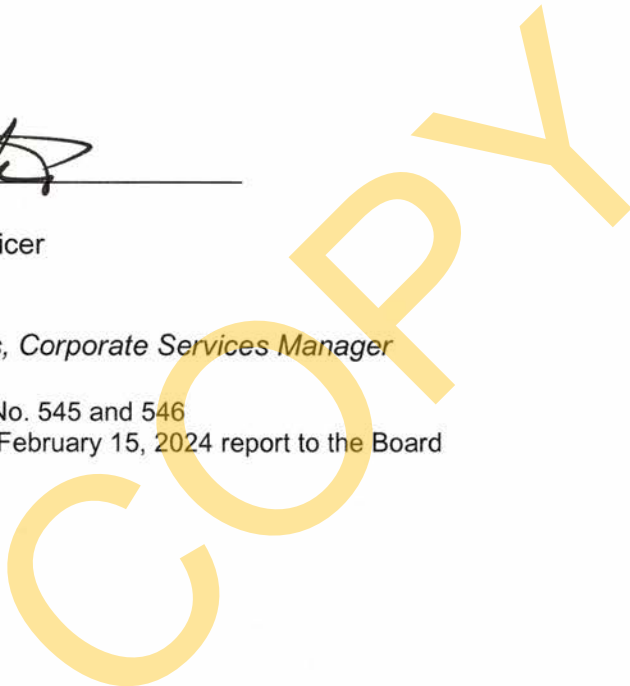 icer
, Corporate Services Manager
No. 545 and 546
February 15, 2024 report to the Board
COPY